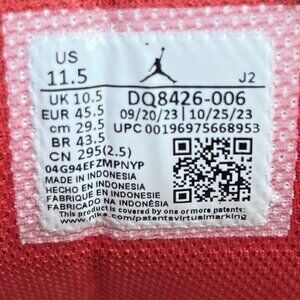 US
11.5
J2
UK 10.5
EUR 45.5
cm 29.5
BR 43.5
CN 295(2.5)
DQ8426-006
09/20/23 10/25/23
UPC 00196975668953
04G94EFZMPNYP
MADE IN INDONESIA
HECHO EN INDONESIA
FABRIQUE EN INDONESIE
FABRICADO NA INDONÉSIA
This product is covered by one or more patents
www.nike.com/patentsvirtualmarking